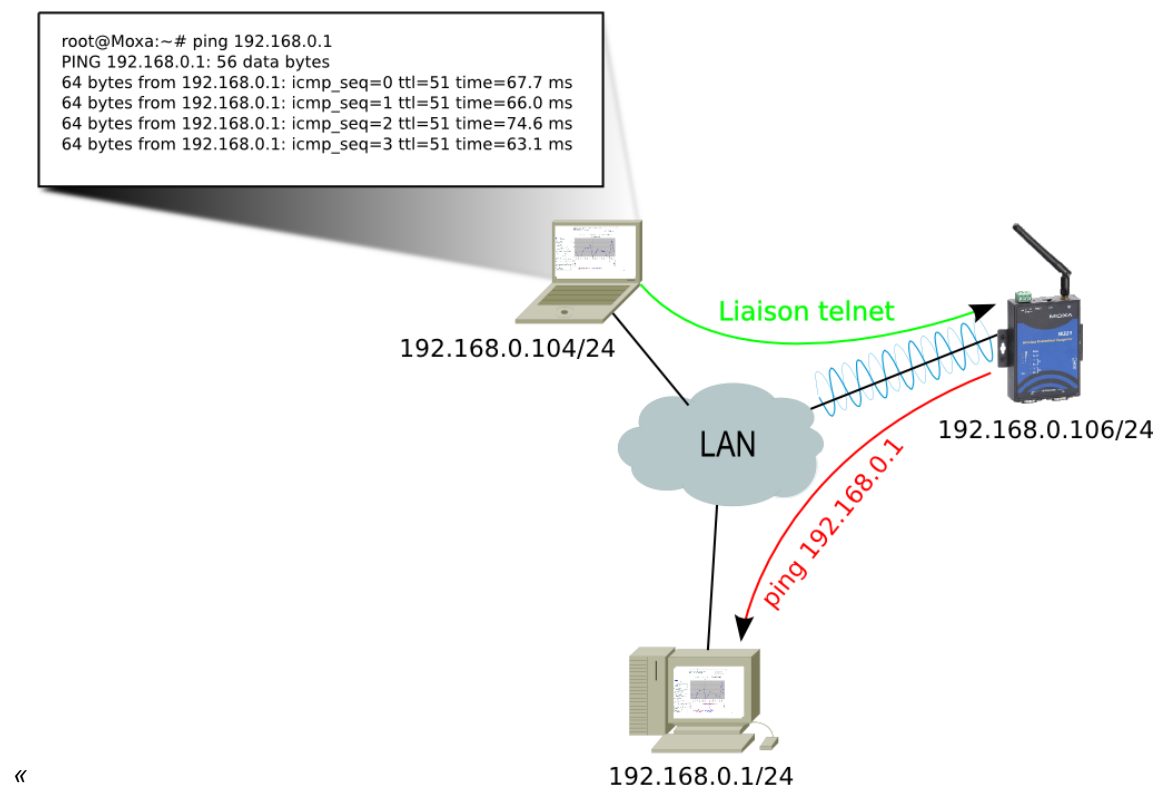 root@Moxa:~# ping 192.168.0.1
PING 192.168.0.1: 56 data bytes
64 bytes from 192.168.0.1: icmp_seq=0 ttl=51 time=67.7 ms
64 bytes from 192.168.0.1: icmp_seq=1 ttl=51 time=66.0 ms
64 bytes from 192.168.0.1: icmp_seq=2 ttl=51 time=74.6 ms
64 bytes from 192.168.0.1: icmp_seq=3 ttl=51 time=63.1 ms
Liaison telnet
MOXA
192.168.0.104/24
192.168.0.106/24
LAN
ping 192.168.0.1
192.168.0.1/24
«